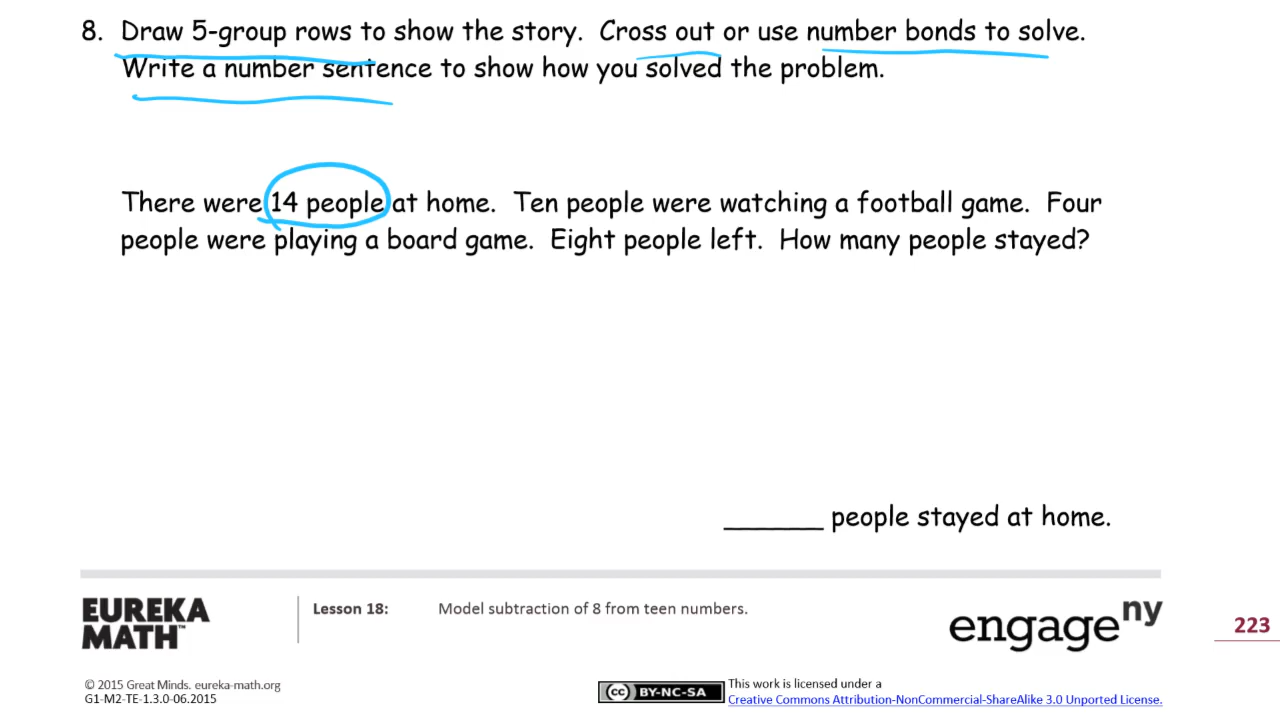 8. Draw 5-group rows to show the story. Cross out or use number bonds to solve.
Write a number sentence to show how you solved the problem.
There were 14 people at home. Ten people were watching a football game. Four
people were playing a board game. Eight people left. How many people stayed?
______ people stayed at home.
EUREKA
MATH™
Lesson 18:
Model subtraction of 8 from teen numbers.
engage ny
223
© 2015 Great Minds. eureka-math.org
G1-M2-TE-1.3.0-06.2015
cc BY-NC-SA
This work is licensed under a
Creative Commons Attribution-NonCommercial-ShareAlike 3.0 Unported License.